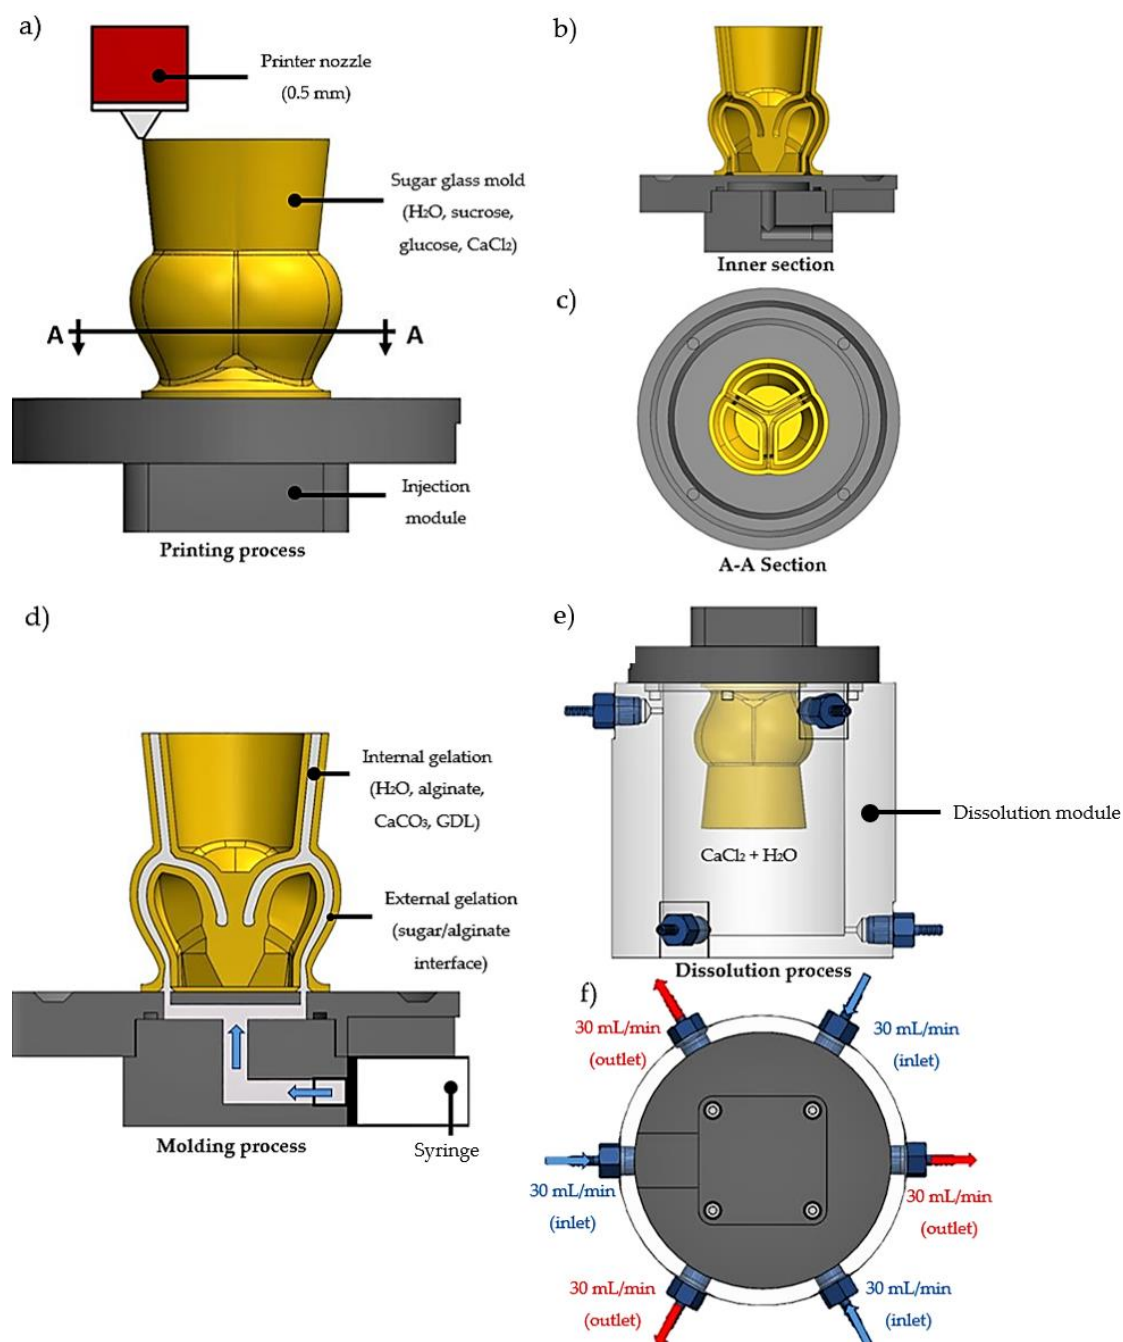 a)
Printer nozzle
(0.5 mm)
Sugar glass mold
(H₂O, sucrose,
glucose, CaCl₂)
A
A
Injection
module
Printing process
b)
Inner section
c)
A-A Section
d)
Internal gelation
(H₂O, alginate,
CaCO₃, GDL)
External gelation
(sugar/alginate
interface)
Molding process
Syringe
e)
Dissolution module
CaCl₂ + H₂O
Dissolution process
f)
30 mL/min
(outlet)
30 mL/min
(inlet)
30 mL/min
(inlet)
30 mL/min
(outlet)
30 mL/min
(outlet)
30 mL/min
(inlet)